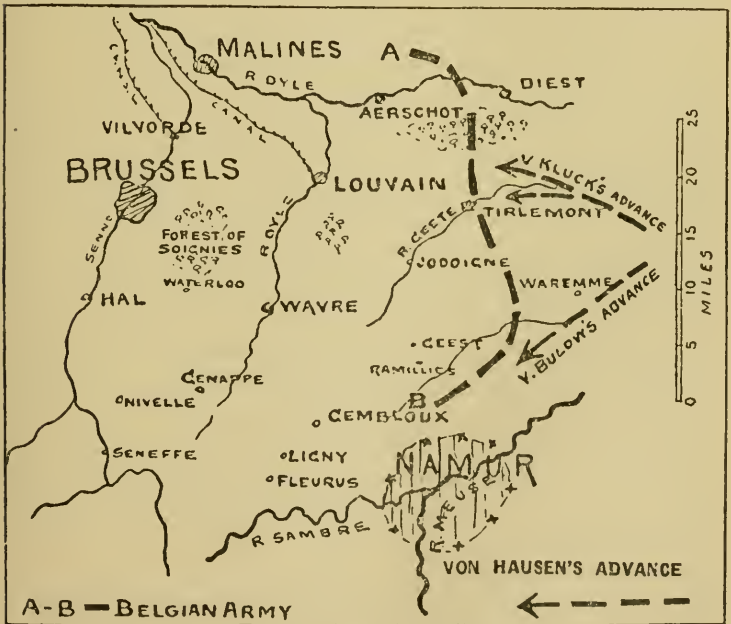 MALINES
A
R DYLE
DIEST
CANAL
CANAL
AERSCHOT
VILVORDE
BRUSSELS
LOUVAIN
V. KLUCK'S ADVANCE
TIRLEMONT
R. GEETE
R DYLE
SENNE
FOREST OF
SOIGNIES
WATERLOO
JODOIGNE
WAREMME
HAL
WAVRE
V. BULOW'S ADVANCE
GEEST
RAMILLIES
GENAPPE
B
NIVELLE
GEMBLOUX
SENEFFE
LIGNY
FLEURUS
NAMUR
R. MEUSE
R SAMBRE
25
20
15
10
5
0
MILES
VON HAUSEN'S ADVANCE
A-B BELGIAN ARMY